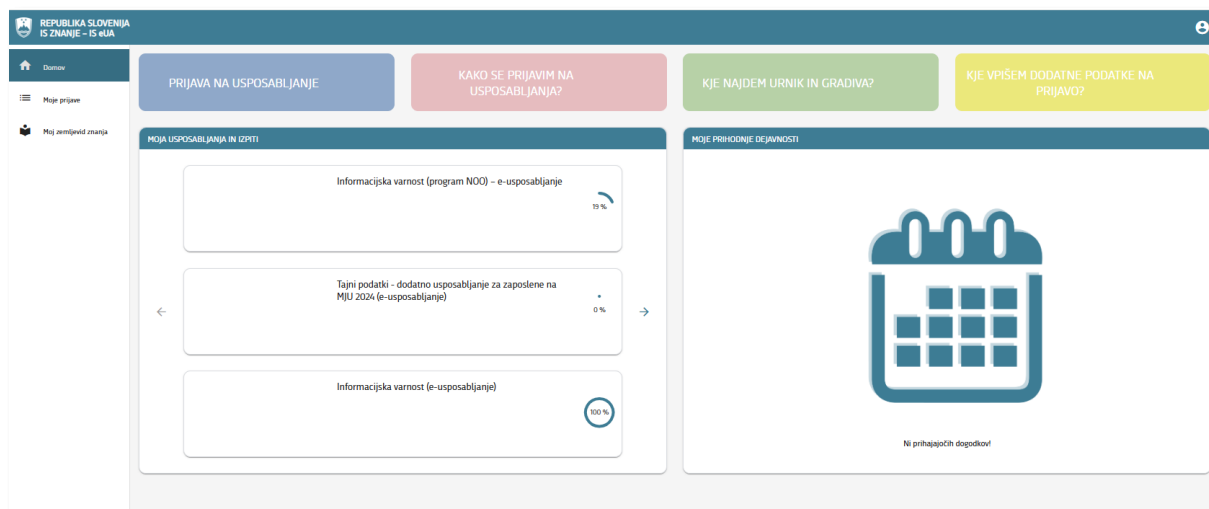 REPUBLIKA SLOVENIJA
IS ZNANJE – IS eUA
Domov
Moje prijave
Moj zemljevid znanja
PRIJAVA NA USPOSABLJANJE
KAKO SE PRIJAVIM NA
USPOSABLJANJA?
KJE NAJDEM URNIK IN GRADIVA?
KJE VPIŠEM DODATNE PODATKE NA
PRIJAVO?
MOJA USPOSABLJANJA IN IZPITI
Informacijska varnost (program NOO) – e-usposabljanje
19 %
Tajni podatki - dodatno usposabljanje za zaposlene na
MJU 2024 (e-usposabljanje)
0 %
Informacijska varnost (e-usposabljanje)
100 %
MOJE PRIHODNJE DEJAVNOSTI
Ni prihajajočih dogodkov!